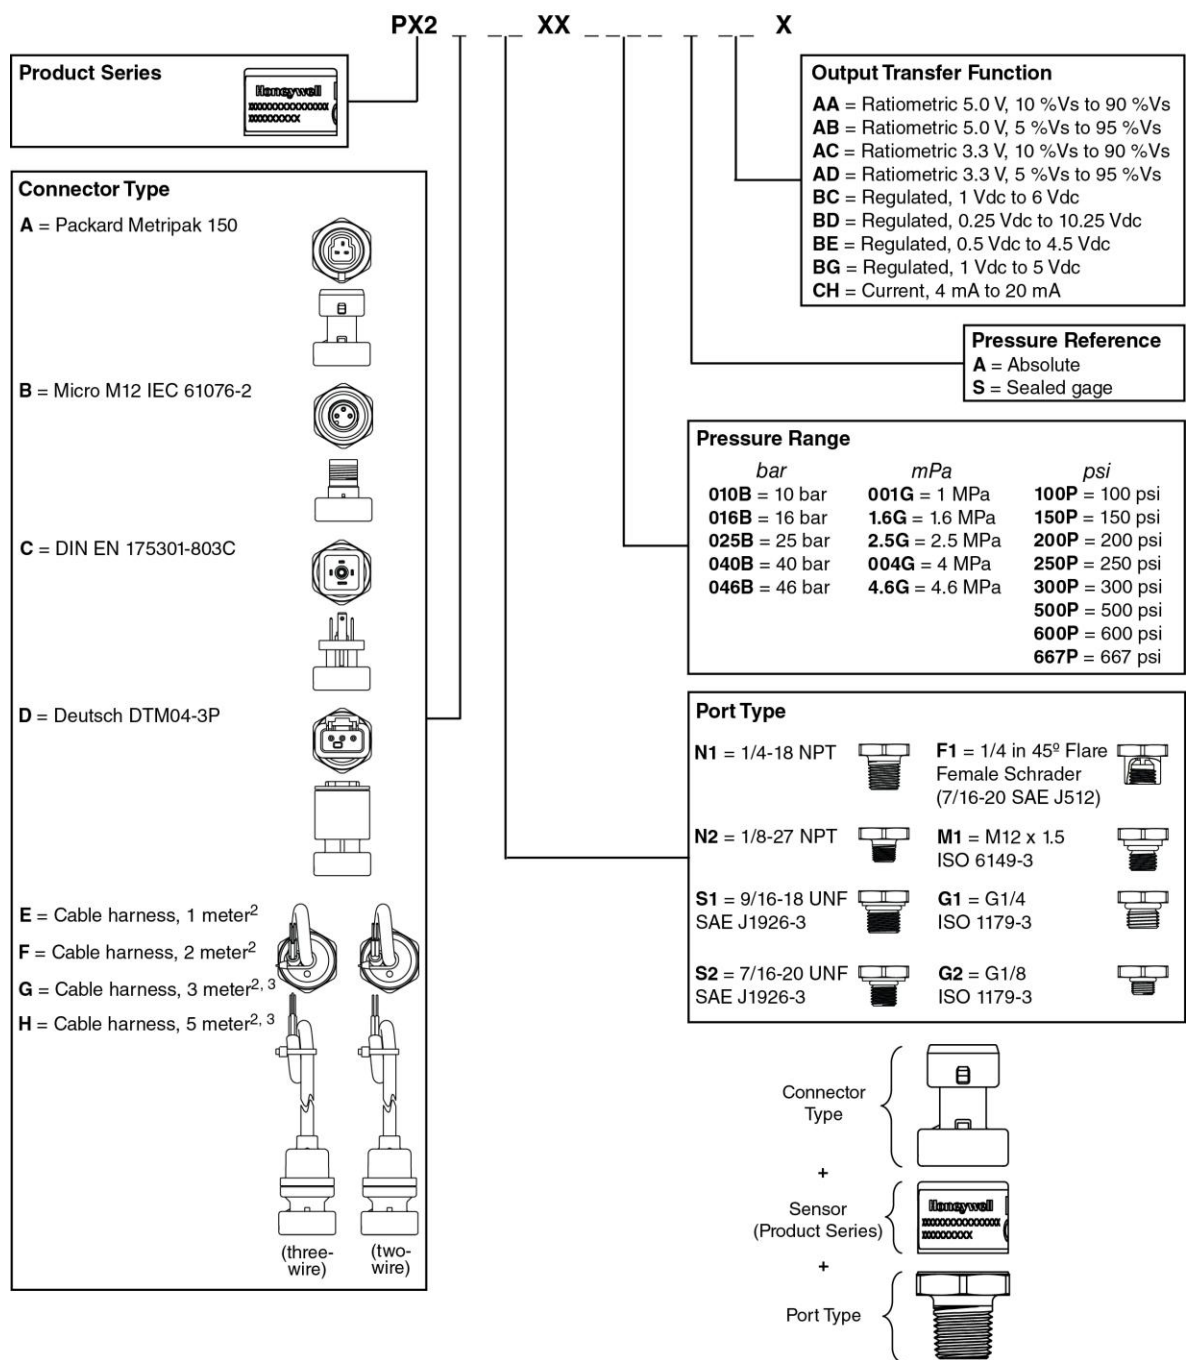 PX2 _ _ _ XX _ _ _ _ _ _ _ X
Product Series
Honeywell
XXXXXXXXXXXXXXX
XXXXXXXXXX
Connector Type
A = Packard Metripak 150
B = Micro M12 IEC 61076-2
C = DIN EN 175301-803C
D = Deutsch DTM04-3P
E = Cable harness, 1 meter²
F = Cable harness, 2 meter²
G = Cable harness, 3 meter²,³
H = Cable harness, 5 meter²,³
(three-
wire)
(two-
wire)
Output Transfer Function
AA = Ratiometric 5.0 V, 10 %Vs to 90 %Vs
AB = Ratiometric 5.0 V, 5 %Vs to 95 %Vs
AC = Ratiometric 3.3 V, 10 %Vs to 90 %Vs
AD = Ratiometric 3.3 V, 5 %Vs to 95 %Vs
BC = Regulated, 1 Vdc to 6 Vdc
BD = Regulated, 0.25 Vdc to 10.25 Vdc
BE = Regulated, 0.5 Vdc to 4.5 Vdc
BG = Regulated, 1 Vdc to 5 Vdc
CH = Current, 4 mA to 20 mA
Pressure Reference
A = Absolute
S = Sealed gage
Pressure Range
bar
010B = 10 bar
016B = 16 bar
025B = 25 bar
040B = 40 bar
046B = 46 bar
mPa
001G = 1 MPa
1.6G = 1.6 MPa
2.5G = 2.5 MPa
004G = 4 MPa
4.6G = 4.6 MPa
psi
100P = 100 psi
150P = 150 psi
200P = 200 psi
250P = 250 psi
300P = 300 psi
500P = 500 psi
600P = 600 psi
667P = 667 psi
Port Type
N1 = 1/4-18 NPT
F1 = 1/4 in 45º Flare
Female Schrader
(7/16-20 SAE J512)
N2 = 1/8-27 NPT
M1 = M12 x 1.5
ISO 6149-3
S1 = 9/16-18 UNF
SAE J1926-3
G1 = G1/4
ISO 1179-3
S2 = 7/16-20 UNF
SAE J1926-3
G2 = G1/8
ISO 1179-3
Connector
Type
+
Sensor
(Product Series)
Honeywell
XXXXXXXXXXXXXXX
XXXXXXXXXX
+
Port Type